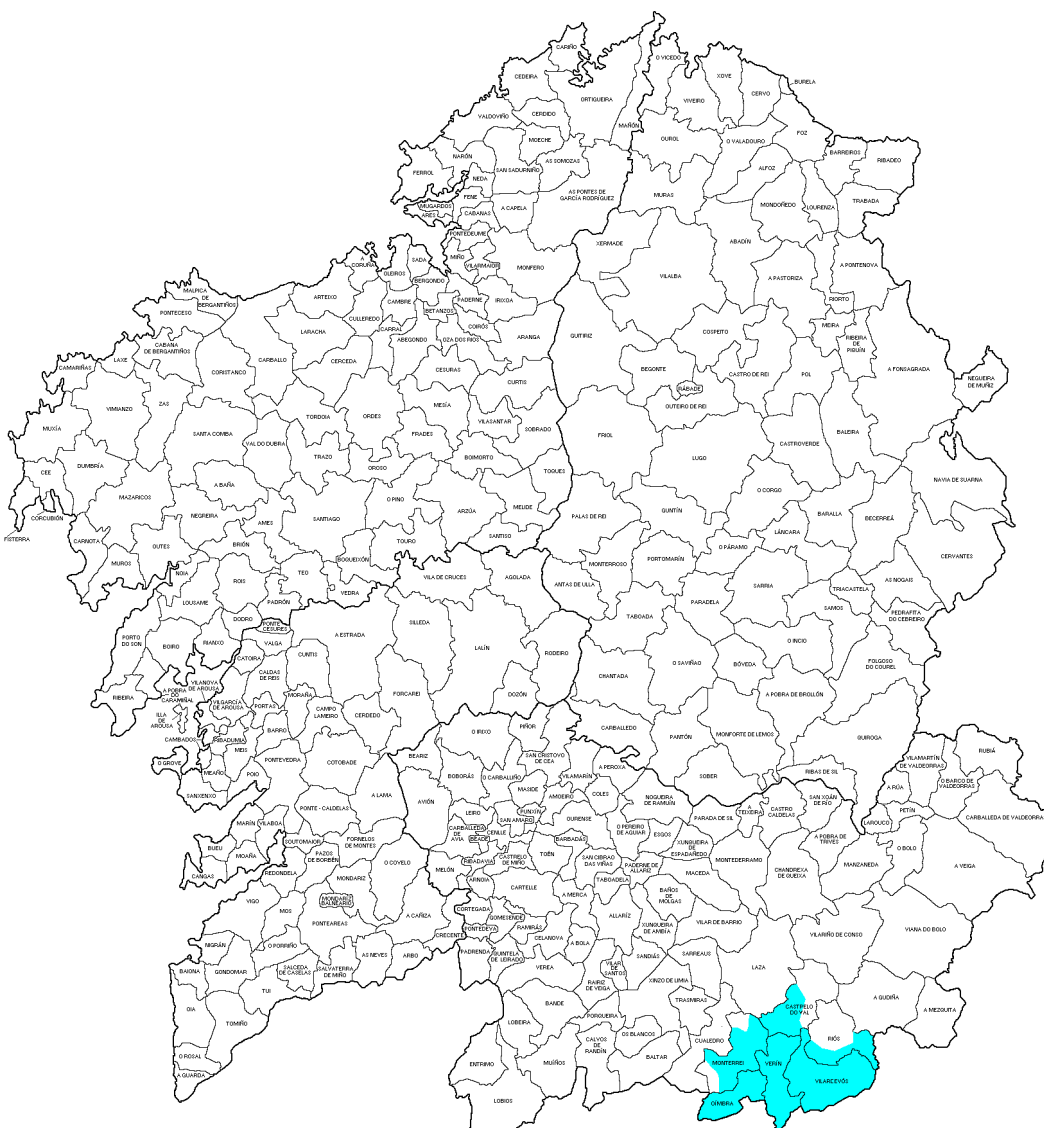 CARIÑO
O VICEDO
CEDEIRA
XOVE
BURELA
ORTIGUEIRA
VIVEIRO
CERVO
VALDOVIÑO
CERDIDO
MAÑÓN
FOZ
MOECHE
OUROL
O VALADOURO
NARÓN
BARREIROS
RIBADEO
AS SOMOZAS
FERROL
SAN SADURNIÑO
ALFOZ
NEDA
AS PONTES DE
GARCÍA RODRÍGUEZ
MURAS
FENE
MUGARDOS
ARES
CABANAS
A CAPELA
MONDOÑEDO
LOURENZA
TRABADA
PONTEDEUME
XERMADE
ABADÍN
A
CORUÑA
MIÑO
SADA
VILARMAIOR
MONFERO
A PONTENOVA
OLEIROS
BERGONDO
VILALBA
A PASTORIZA
MALPICA
DE
BERGANTIÑOS
ARTEIXO
CAMBRE
PADERNE
IRIXOA
RIORTO
PONTECESO
BETANZOS
CULLEREDO
CARRAL
COIRÓS
MEIRA
LARACHA
ABEGONDO
OZA DOS RIOS
ARANGA
GUITIRIZ
COSPEITO
RIBEIRA
DE
PIBUÍN
CABANA
DE BERGANTIÑOS
LAXE
CAMARIÑAS
CARBALLO
CERCEDA
CESURAS
BEGONTE
CASTRO DE REI
POL
A FONSAGRADA
CORISTANCO
CURTIS
RÁBADE
NEGUEIRA
DE MUÑIZ
VIMIANZO
ZAS
MESÍA
OUTEIRO DE REI
TORDOIA
ORDES
VILASANTAR
MUXÍA
SANTA COMBA
VAL DO DUBRA
FRADES
SOBRADO
FRIOL
CASTROVERDE
BALEIRA
TRAZO
BOIMORTO
LUGO
DUMBRÍA
OROSO
TOQUES
CEE
NAVIA DE SUARNA
A BAÑA
O CORGO
MAZARICOS
O PINO
ARZÚA
MELIDE
PALAS DE REI
GUNTÍN
BARALLA
BECERREÁ
CORCUBIÓN
NEGREIRA
AMES
SANTIAGO
LÁNCARA
FISTERRA
CARNOTA
OUTES
BRIÓN
TOURO
SANTISO
O PÁRAMO
CERVANTES
MUROS
BOQUEIXÓN
MONTERROSO
PORTOMARÍN
NOIA
ROIS
TEO
VILA DE CRUCES
AGOLADA
ANTAS DE ULLA
SARRIA
AS NOGAIS
TRIACASTELA
VEDRA
LOUSAME
PADRÓN
PARADELA
SAMOS
PEDRAFITA
DO CEBREIRO
DODRO
PONTE
CESURES
SILLEDA
TABOADA
PORTO
DO SON
BOIRO
RIANXO
VALGA
A ESTRADA
LALÍN
RODEIRO
O INCIO
CATOIRA
CUNTIS
O SAVIÑAO
BÓVEDA
FOLGOSO
DO COUREL
CALDAS
DE REIS
CHANTADA
VILANOVA
DE AROUSA
A POBRA
DO
CARAMIÑAL
MORAÑA
FORCAREI
DOZÓN
A POBRA DE BROLLÓN
RIBEIRA
VILGARCÍA
DE AROUSA
PORTAS
CAMPO
LAMEIRO
CERDEDO
ILLA
DE
AROUSA
PIÑOR
CARBALLEDO
BARRO
O IRIXO
MONFORTE DE LEMOS
PANTÓN
QUIROGA
CAMBADOS
RIBADUMIA
MEIS
RUBIÁ
PONTEVEDRA
COTOBADE
BEARIZ
SAN CRISTOVO
DE CEA
VILAMARTÍN
DE VALDEORRAS
O GROVE
MEAÑO
POIO
BOBORÁS
O CARBALLIÑO
VILAMARÍN
A PEROXA
SOBER
RIBAS DE SIL
A RÚA
O BARCO DE
VALDEORRAS
SANXENXO
A LAMA
AVIÓN
MASIDE
AMOEIRO
COLES
NOGUEIRA
DE RAMUÍN
SAN XOÁN
DE RÍO
PONTE - CALDELAS
LEIRO
PUNXÍN
OURENSE
PARADA DE SIL
A
TEIXEIRA
CASTRO
CALDELAS
PETÍN
CARBALLEDA DE VALDEORRA
MARÍN
VILABOA
SAN AMARO
LAROUCO
CARBALLEDA
DE
AVIA
BEADE
CENLLE
BARBADÁS
O PEREIRO
DE AGUIAR
ESGOS
XUNQUEIRA
DE
ESPADAÑEDO
A POBRA DE
TRIVES
SOUTOMAIOR
FORNELOS
DE MONTES
BUEU
MOAÑA
PAZOS
DE BORBÉN
TOÉN
O BOLO
RIBADAVIA
CASTRELO
DE MIÑO
SAN CIBRAO
DAS VIÑAS
PADERNE DE
ALLARIZ
MONTEDERRAMO
MANZANEDA
A VEIGA
CANGAS
REDONDELA
O COVELO
MELÓN
MACEDA
CHANDREXA
DE QUEIXA
MONDARIZ
ARNOIA
TABOADELA
VIGO
CARTELLE
A MERCA
BAÑOS
DE
MOLGAS
MONDARIZ
BALNEARIO
MOS
CORTEGADA
GOMESENDE
ALLARÍZ
PONTEAREAS
A CAÑIZA
RAMIRÁS
XUNQUEIRA
DE
AMBÍA
VILAR DE BARRIO
CRECENTE
PONTEDEVA
VILARIÑO DE CONSO
VIANA DO BOLO
NIGRÁN
O PORRIÑO
CELANOVA
A BOLA
PADRENDA
QUINTELA
DE LEIRADO
SANDIÁS
SARREAUS
AS NEVES
ARBO
VEREA
VILAR
DE
SANTOS
BAIONA
GONDOMAR
SALCEDA
DE CASELAS
SALVATERRA
DE MIÑO
LAZA
RAIRIZ
DE VEIGA
XINZO DE LIMIA
TUI
A GUDIÑA
OIA
BANDE
TRASMIRAS
CASTRELO
DO VAL
A MEZQUITA
PORQUEIRA
TOMIÑO
LOBEIRA
OS BLANCOS
CUALEDRO
RIÓS
CALVOS
DE
RANDÍN
O ROSAL
ENTRIMO
MUÍÑOS
BALTAR
MONTERREI
VERÍN
A GUARDA
VILARDEVÓS
LOBIOS
OÍMBRA